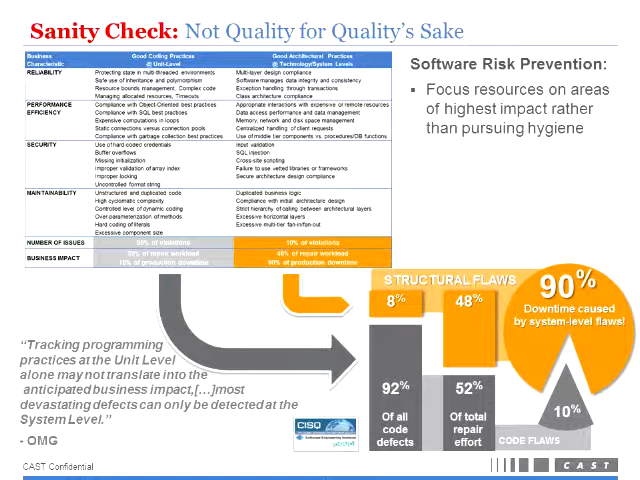 Sanity Check: Not Quality for Quality's Sake
Business Characteristic
Good Coding Practices @ Unit-Level
Good Architectural Practices @ Technology/System Levels
RELIABILITY
Protecting state in multi-threaded environments
Safe use of inheritance and polymorphism
Resource bounds management, Complex code
Managing allocated resources, Timeouts
Multi-layer design compliance
Software manages data integrity and consistency
Exception handling through transactions
Class architecture compliance
PERFORMANCE EFFICIENCY
Compliance with Object-Oriented best practices
Compliance with SQL best practices
Expensive computations in loops
Static connections versus connection pools
Compliance with garbage collection best practices
Appropriate interactions with expensive or remote resources
Data access performance and data management
Memory, network and disk space management
Centralized handling of client requests
Use of middle tier components vs. procedures/DB functions
SECURITY
Use of hard-coded credentials
Buffer overflows
Missing initialization
Improper validation of array index
Improper locking
Uncontrolled format string
Input validation
SQL injection
Cross-site scripting
Failure to use vetted libraries or frameworks
Secure architecture design compliance
MAINTAINABILITY
Unstructured and duplicated code
High cyclomatic complexity
Controlled level of dynamic coding
Over-parameterization of methods
Hard coding of literals
Excessive component size
Duplicated business logic
Compliance with initial architecture design
Strict hierarchy of calling between architectural layers
Excessive horizontal layers
Excessive multi-tier fan-in/fan-out
NUMBER OF ISSUES
90% of violations
10% of violations
BUSINESS IMPACT
10% of production downtime
of repair workload
90% of production downtime
Software Risk Prevention:
▪ Focus resources on areas
of highest impact rather
than pursuing hygiene
STRUCTURAL FLAWS
8%
48%
90%
Downtime caused
by system-level flaws!
92%
Of all
code
defects
52%
Of total
repair
effort
10%
CODE FLAWS
"Tracking programming
practices at the Unit Level
alone may not translate into the
anticipated business impact,[…]most
devastating defects can only be detected at the
System Level."
- OMG
CISQ
Software Engineering Institute
CAST Confidential
CAST